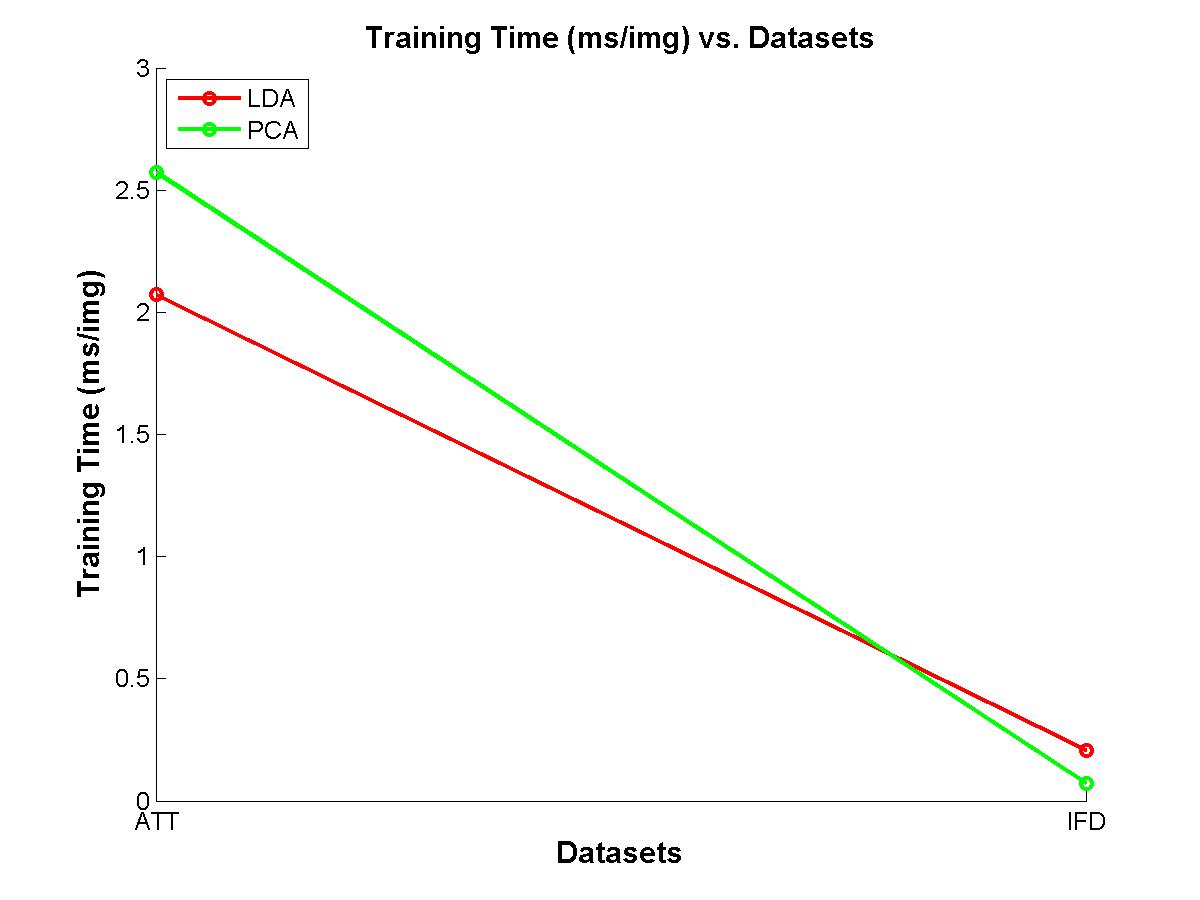 Training Time (ms/img) vs. Datasets
3
LDA
PCA
2.5
2
1.5
1
0.5
0
Training Time (ms/img)
ATT
IFD
Datasets